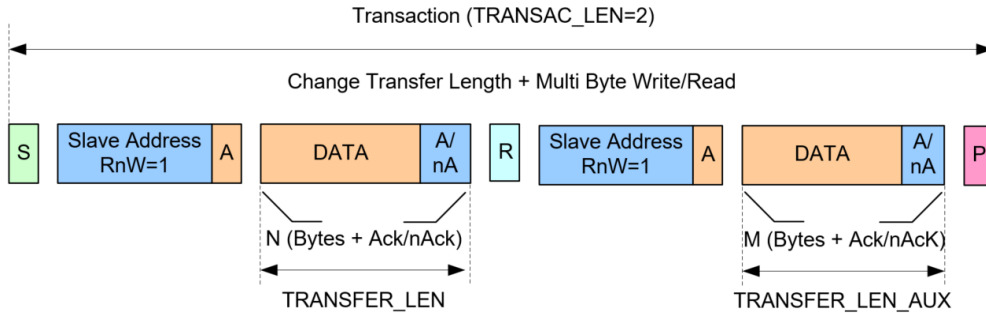 Transaction (TRANSAC_LEN=2)
Change Transfer Length + Multi Byte Write/Read
S
Slave Address
RnW=1
A
DATA
A/
nA
R
Slave Address
RnW=1
A
DATA
A/
nA
P
N (Bytes + Ack/nAck)
M (Bytes + Ack/nAcK)
TRANSFER_LEN
TRANSFER_LEN_AUX